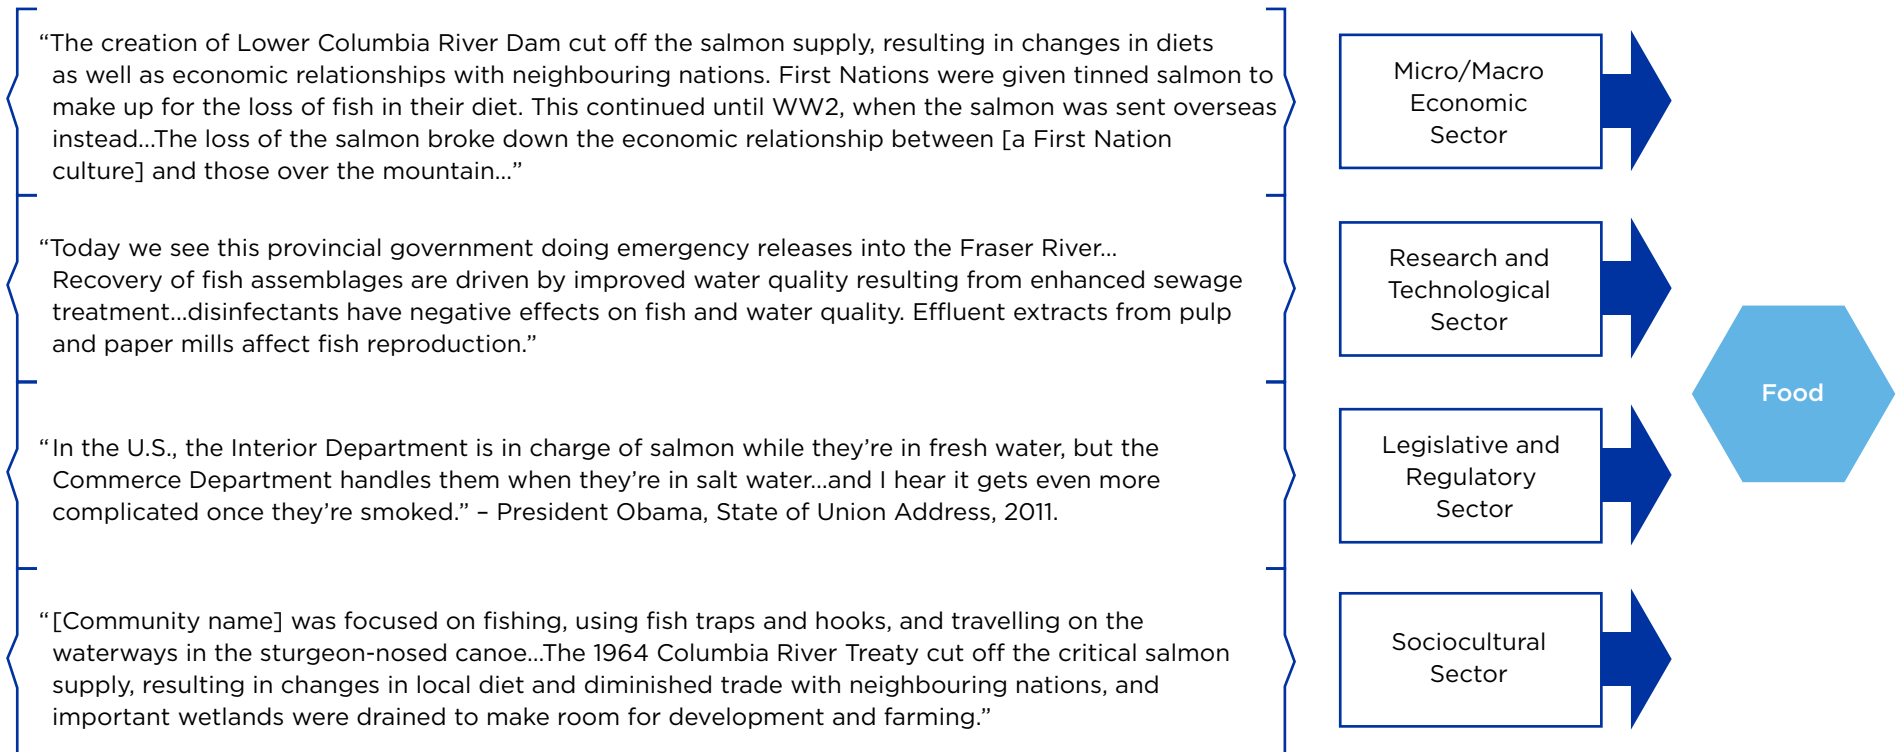 “The creation of Lower Columbia River Dam cut off the salmon supply, resulting in changes in diets
as well as economic relationships with neighbouring nations. First Nations were given tinned salmon to
make up for the loss of fish in their diet. This continued until WW2, when the salmon was sent overseas
instead...The loss of the salmon broke down the economic relationship between [a First Nation
culture] and those over the mountain...”
Micro/Macro
Economic
Sector
“Today we see this provincial government doing emergency releases into the Fraser River...
Recovery of fish assemblages are driven by improved water quality resulting from enhanced sewage
treatment...disinfectants have negative effects on fish and water quality. Effluent extracts from pulp
and paper mills affect fish reproduction.”
Research and
Technological
Sector
“In the U.S., the Interior Department is in charge of salmon while they’re in fresh water, but the
Commerce Department handles them when they’re in salt water...and I hear it gets even more
complicated once they’re smoked.” – President Obama, State of Union Address, 2011.
Legislative and
Regulatory
Sector
“[Community name] was focused on fishing, using fish traps and hooks, and travelling on the
waterways in the sturgeon-nosed canoe...The 1964 Columbia River Treaty cut off the critical salmon
supply, resulting in changes in local diet and diminished trade with neighbouring nations, and
important wetlands were drained to make room for development and farming.”
Sociocultural
Sector
Food